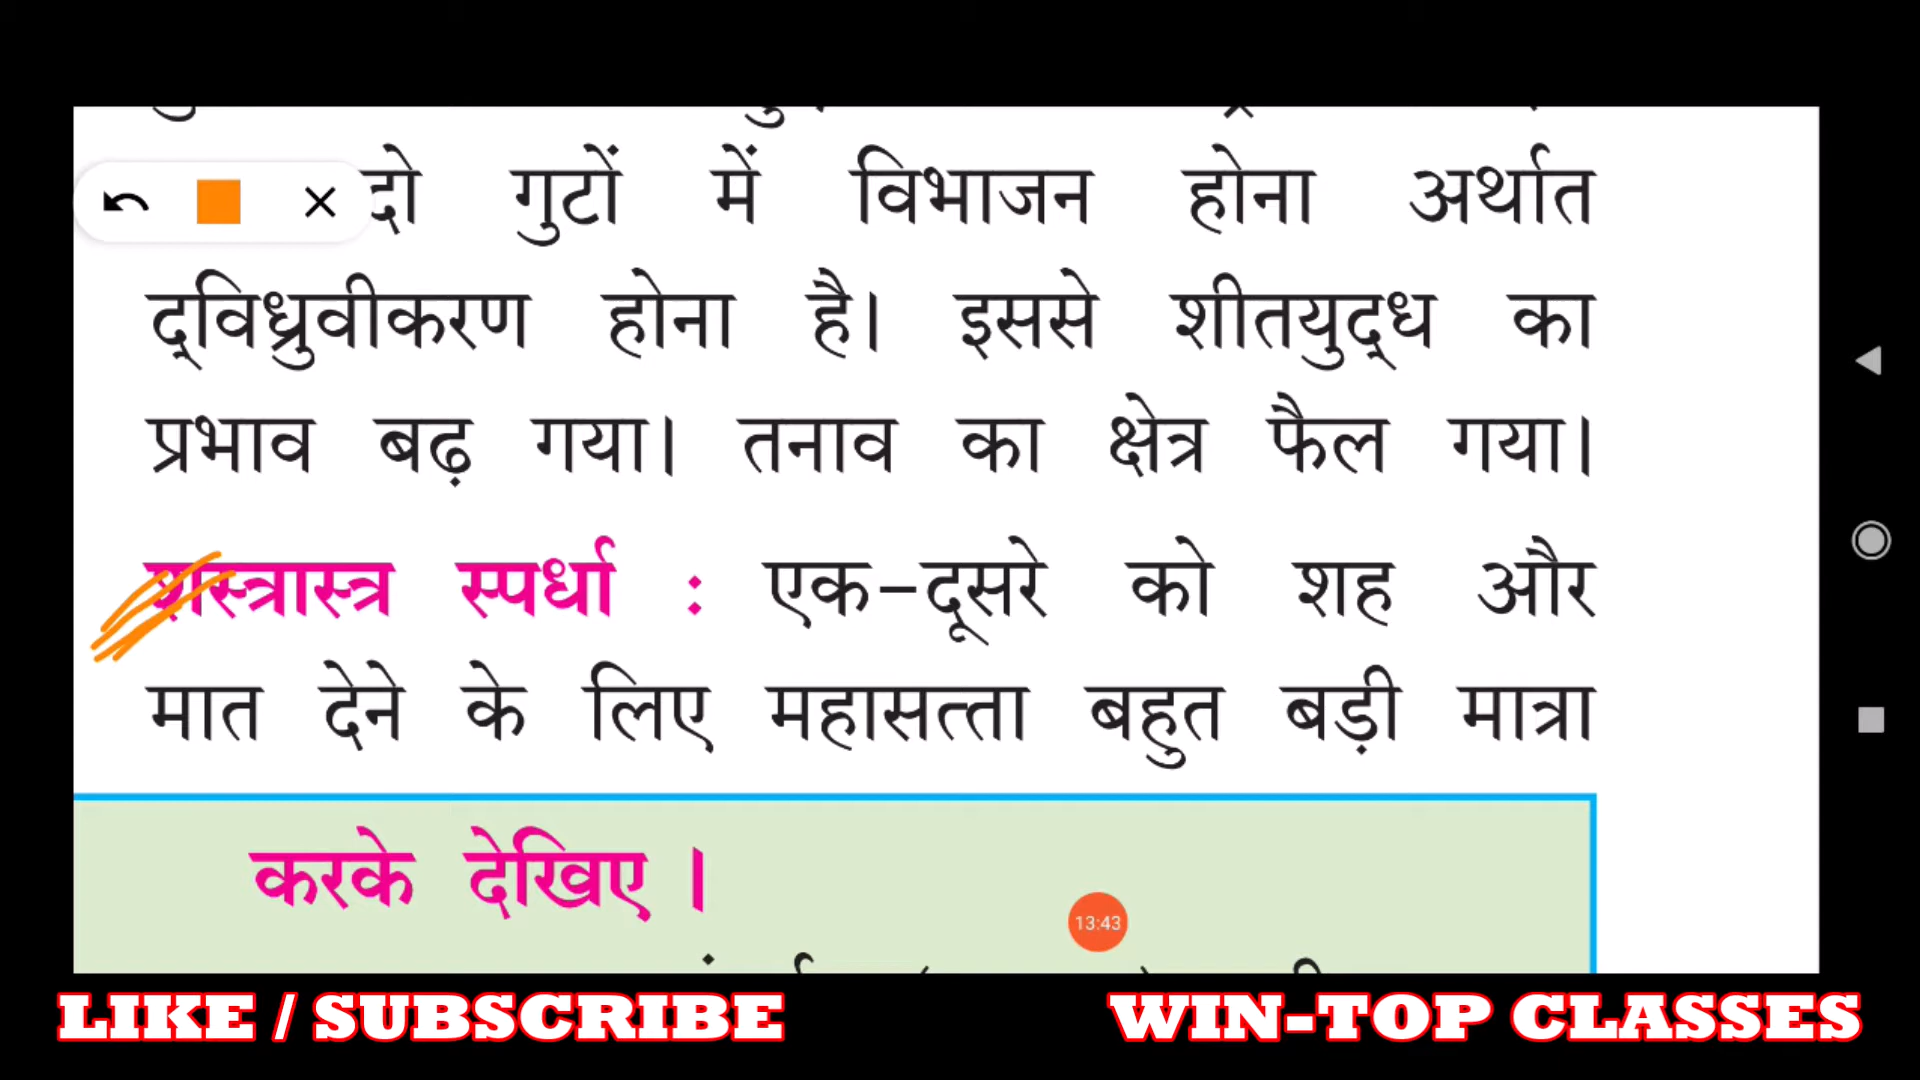 दो गुटों में विभाजन होना अर्थात
द्‌विध्रुवीकरण होना है। इससे शीतयुद्‌ध का
प्रभाव बढ़ गया। तनाव का क्षेत्र फैल गया।
शस्त्रास्त्र स्पर्धा : एक-दूसरे को शह और
मात देने के लिए महासत्ता बहुत बड़ी मात्रा
करके देखिए ।
13:43
LIKE / SUBSCRIBE WIN-TOP CLASSES